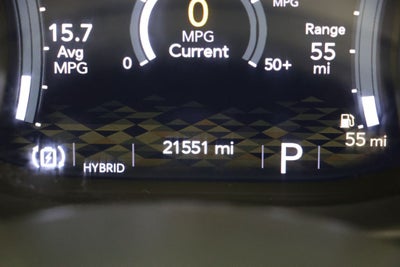 0
MPG
15.7
Avg
MPG
MPG
Current
Range
55
mi
0
50+
HYBRID
21551 mi
P
55 mi